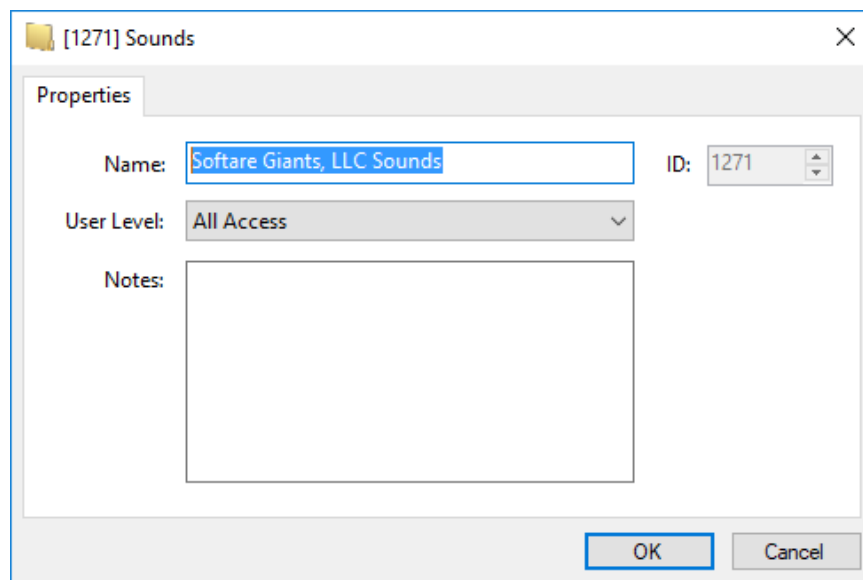 [1271] Sounds
Properties
Name: Softare Giants, LLC Sounds ID: 1271
User Level: All Access
Notes:
OK Cancel